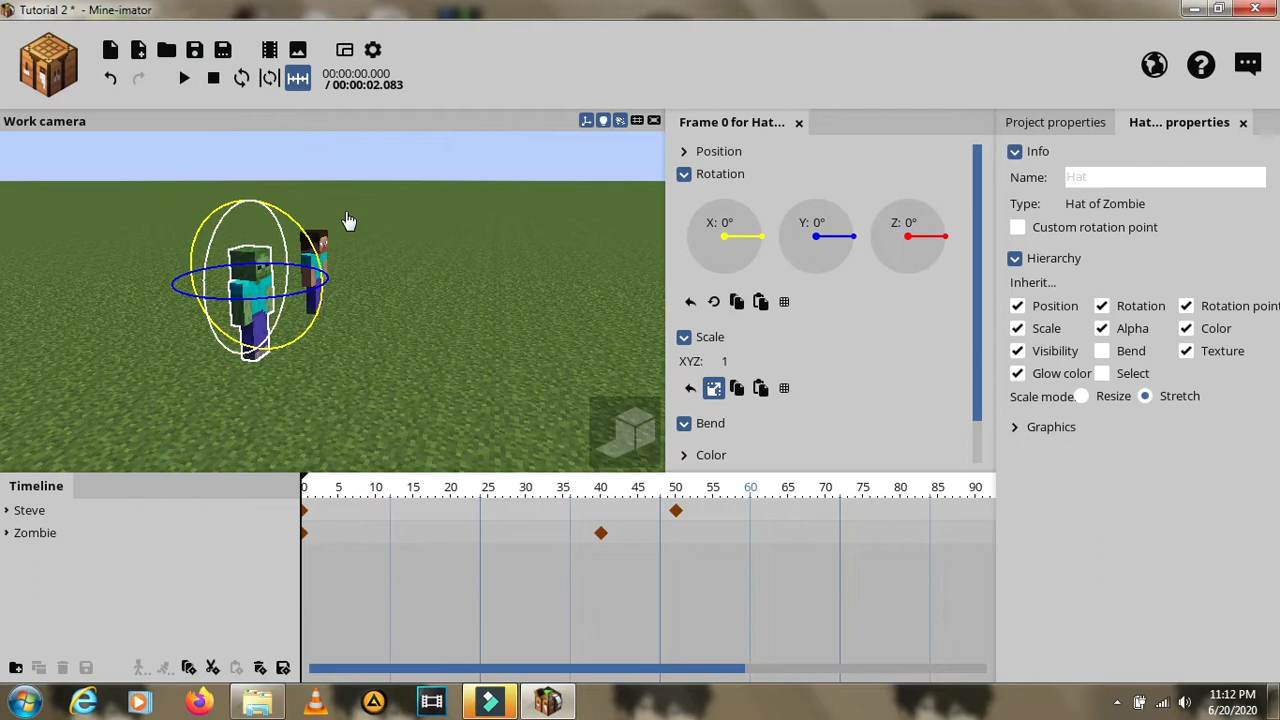 Tutorial 2 * - Mine-imator
00:00:00.000
/ 00:00:02.083
Work camera
Frame 0 for Hat...
Position
Rotation
X: 0°
Y: 0°
Z: 0°
Scale
XYZ: 1
Bend
Color
Project properties
Hat... properties
Info
Name: Hat
Type: Hat of Zombie
Custom rotation point
Hierarchy
Inherit...
Position Rotation Rotation point
Scale Alpha Color
Visibility Bend Texture
Glow color Select
Scale mode: Resize Stretch
Graphics
Timeline
0 5 10 15 20 25 30 35 40 45 50 55 60 65 70 75 80 85 90
Steve
Zombie
11:12 PM
6/20/2020